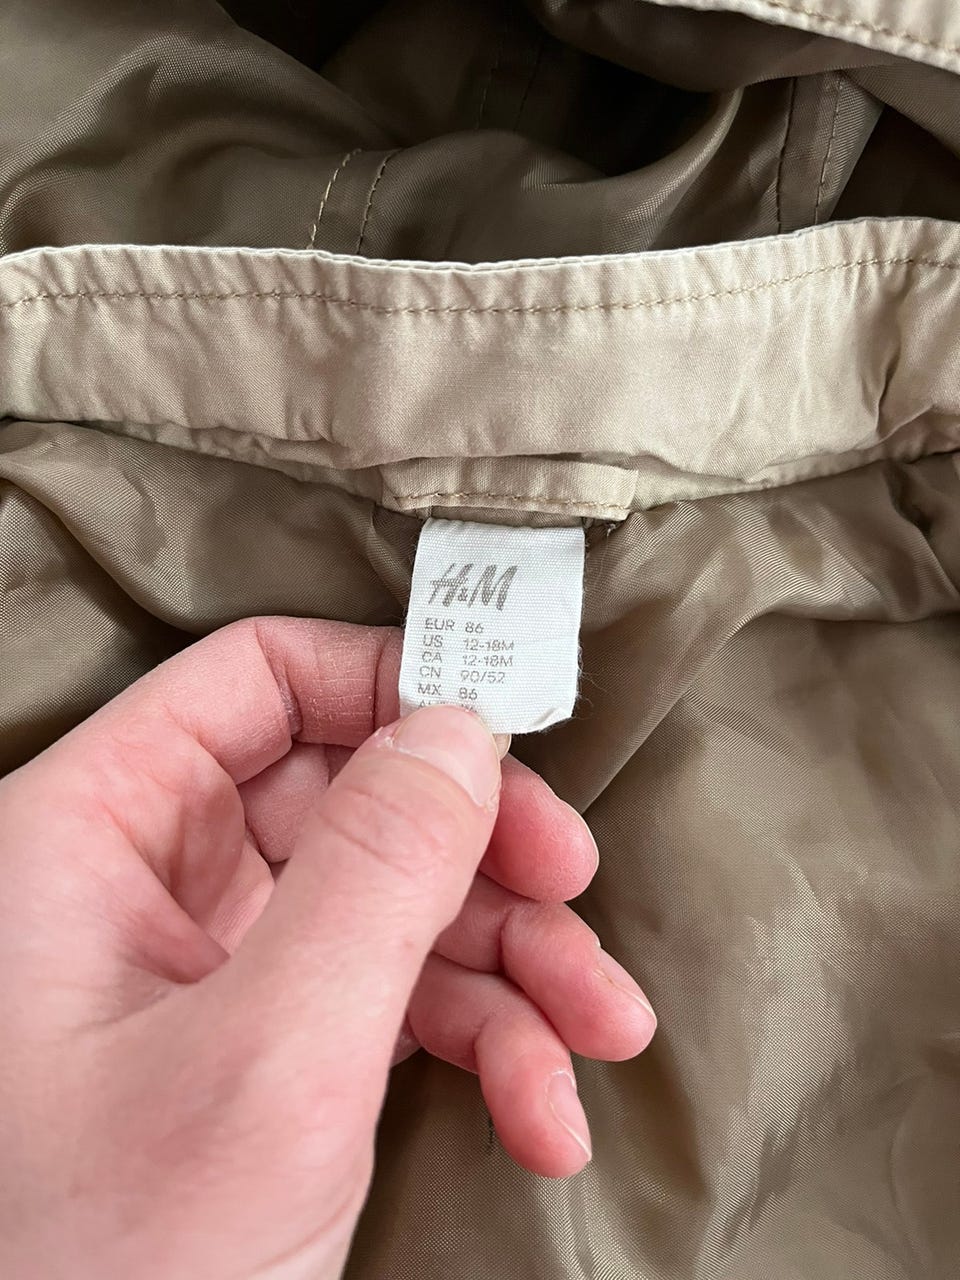 H&M
EUR 86
US 12-18M
CA 12-18M
CN 90/52
MX 86